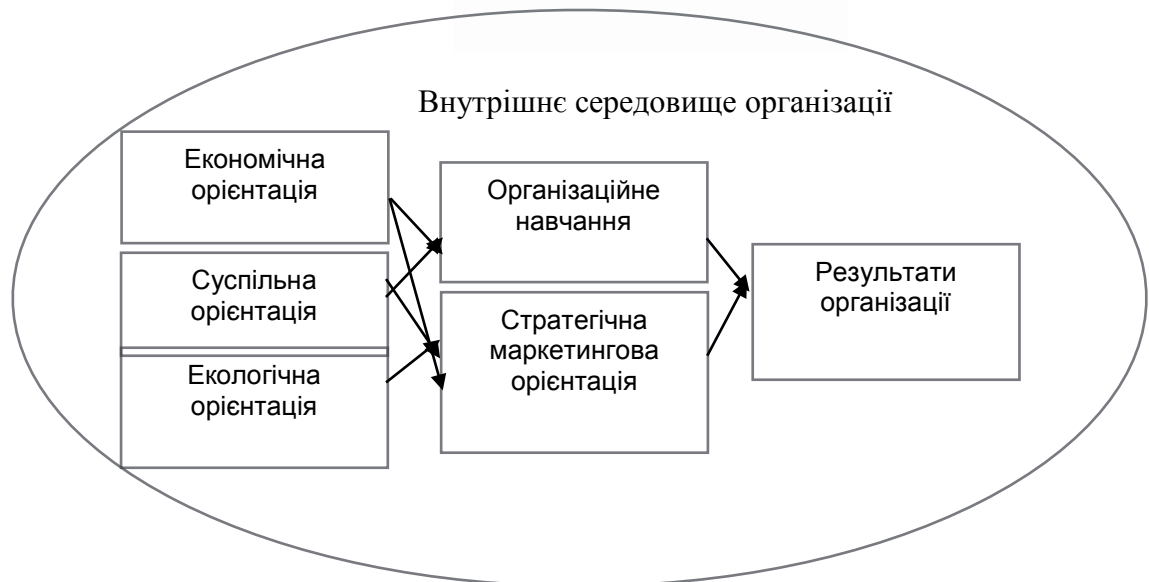 Внутрішнє середовище організації
Економічна
орієнтація
Суспільна
орієнтація
Екологічна
орієнтація
Організаційне
навчання
Стратегічна
маркетингова
орієнтація
Результати
організації